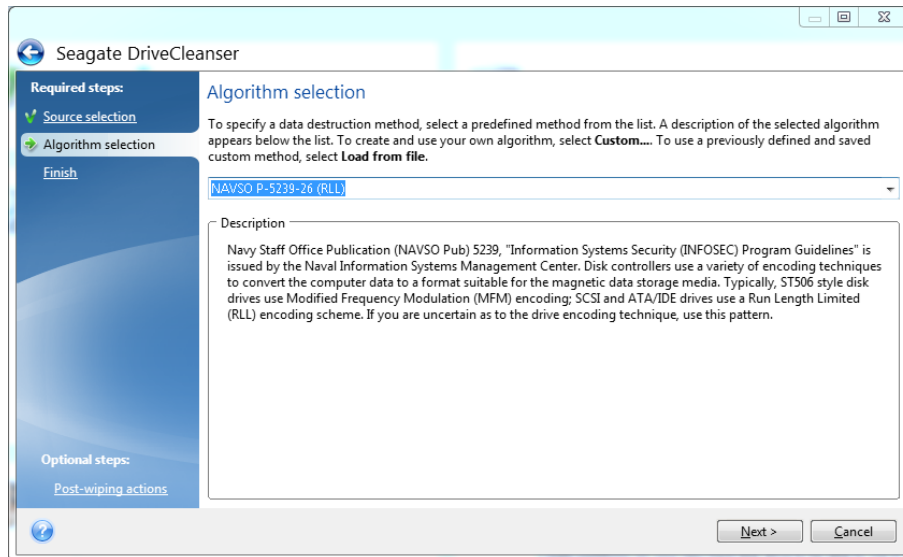 Seagate DriveCleanser
Required steps:
Source selection
Algorithm selection
Finish
Optional steps:
Post-wiping actions
Algorithm selection
To specify a data destruction method, select a predefined method from the list. A description of the selected algorithm
appears below the list. To create and use your own algorithm, select Custom.... To use a previously defined and saved
custom method, select Load from file.
NAVSO P-5239-26 (RLL)
Description
Navy Staff Office Publication (NAVSO Pub) 5239, "Information Systems Security (INFOSEC) Program Guidelines" is
issued by the Naval Information Systems Management Center. Disk controllers use a variety of encoding techniques
to convert the computer data to a format suitable for the magnetic data storage media. Typically, ST506 style disk
drives use Modified Frequency Modulation (MFM) encoding; SCSI and ATA/IDE drives use a Run Length Limited
(RLL) encoding scheme. If you are uncertain as to the drive encoding technique, use this pattern.
?
Next >
Cancel